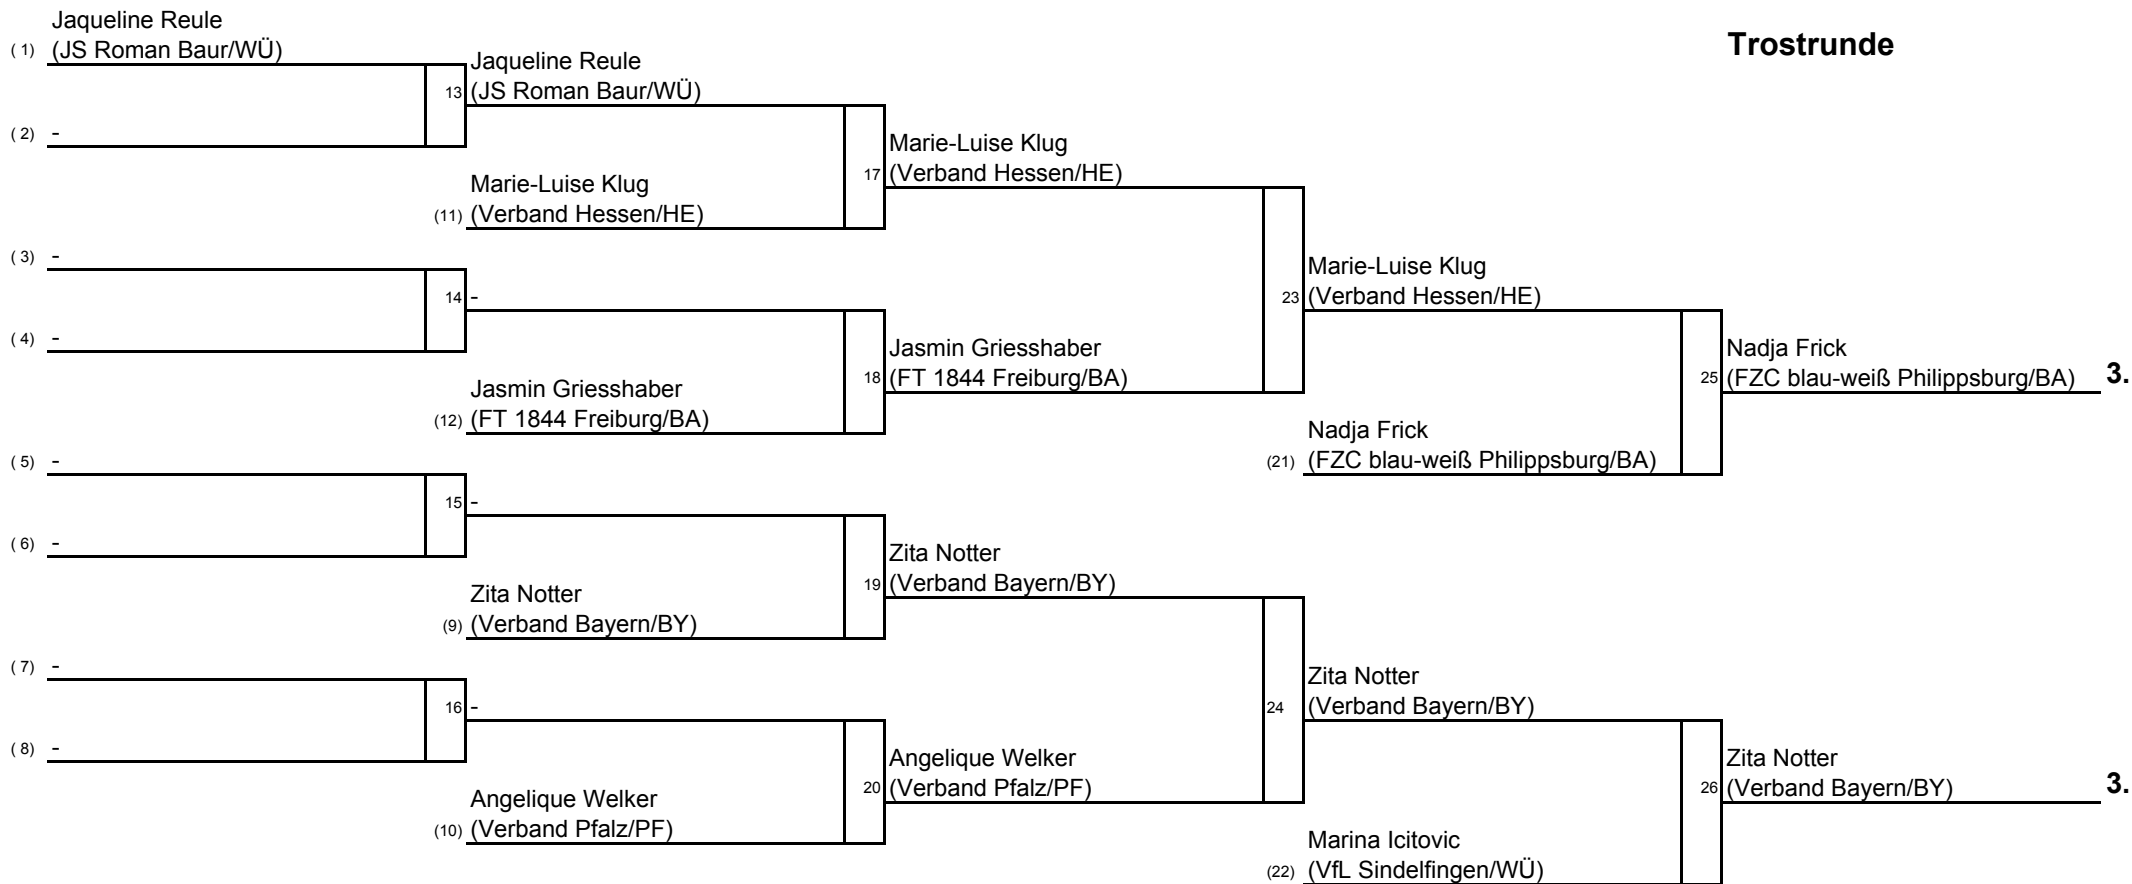 Trostrunde
Jaqueline Reule
( 1) (JS Roman Baur/WÜ)
( 2) -
13 Jaqueline Reule
(JS Roman Baur/WÜ)
Marie-Luise Klug
(11) (Verband Hessen/HE)
17 Marie-Luise Klug
(Verband Hessen/HE)
( 3) -
( 4) -
14 -
Jasmin Griesshaber
(12) (FT 1844 Freiburg/BA)
18 Jasmin Griesshaber
(FT 1844 Freiburg/BA)
23 Marie-Luise Klug
(Verband Hessen/HE)
Nadja Frick
(21) (FZC blau-weiß Philippsburg/BA)
25 Nadja Frick
(FZC blau-weiß Philippsburg/BA) 3.
( 5) -
( 6) -
15 -
Zita Notter
(9) (Verband Bayern/BY)
19 Zita Notter
(Verband Bayern/BY)
( 7) -
( 8) -
16 -
Angelique Welker
(10) (Verband Pfalz/PF)
20 Angelique Welker
(Verband Pfalz/PF)
24 Zita Notter
(Verband Bayern/BY)
Marina Icitovic
(22) (VfL Sindelfingen/WÜ)
26 Zita Notter
(Verband Bayern/BY) 3.